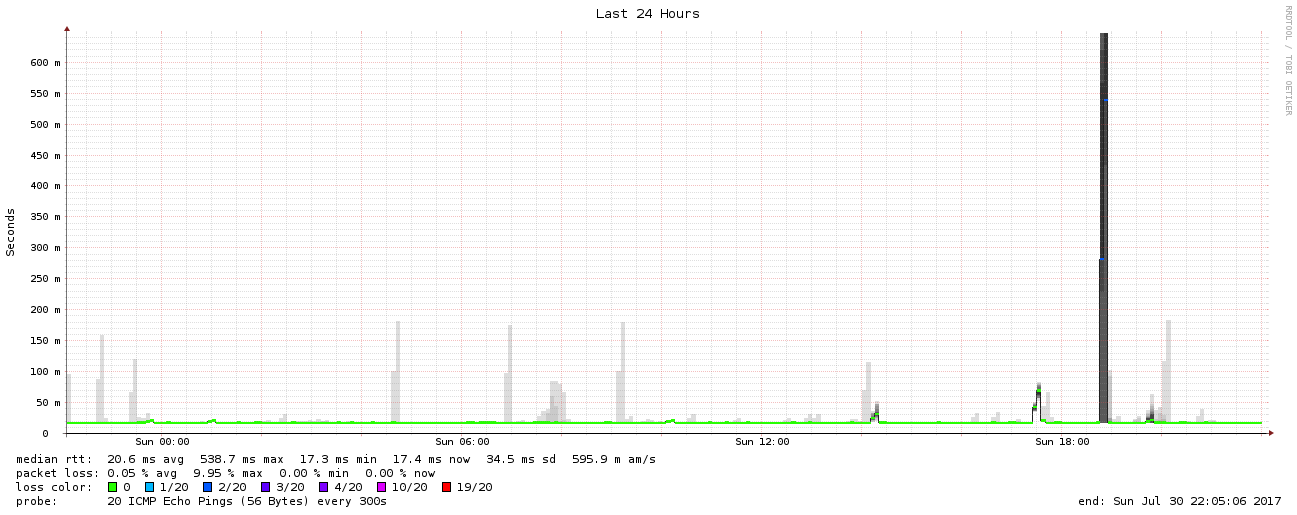 Last 24 Hours
RRDTOOL / TOBI OETIKER
Seconds
600 m
550 m
500 m
450 m
400 m
350 m
300 m
250 m
200 m
150 m
100 m
50 m
0
Sun 00:00 Sun 06:00 Sun 12:00 Sun 18:00
median rtt: 20.6 ms avg 538.7 ms max 17.3 ms min 17.4 ms now 34.5 ms sd 595.9 m am/s
packet loss: 0.05 % avg 9.95 % max 0.00 % min 0.00 % now
loss color: 0 1/20 2/20 3/20 4/20 10/20 19/20
probe: 20 ICMP Echo Pings (56 Bytes) every 300s end: Sun Jul 30 22:05:06 2017